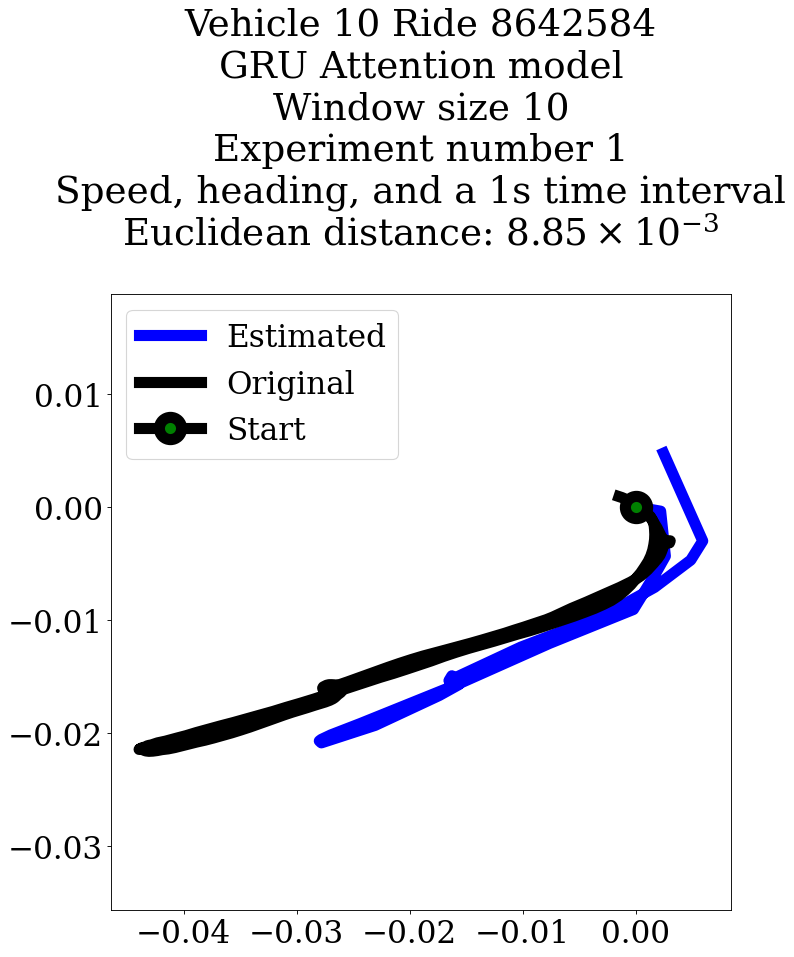 Vehicle 10 Ride 8642584
GRU Attention model
Window size 10
Experiment number 1
Speed, heading, and a 1s time interval
Euclidean distance: 8.85 × 10⁻³
Estimated
Original
Start
0.01
0.00
−0.01
−0.02
−0.03
−0.04 −0.03 −0.02 −0.01 0.00